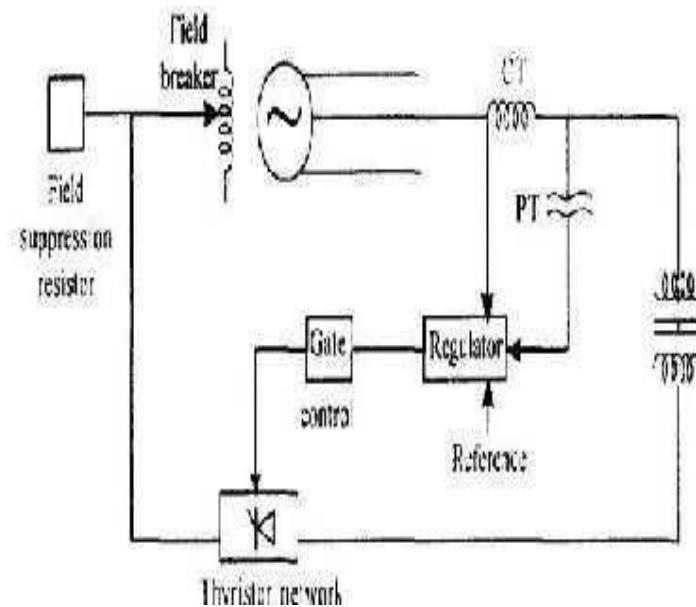 Field
breaker
CT
Field
suppression
resistor
PT
Gate
control
Regulator
Reference
Thyristor network